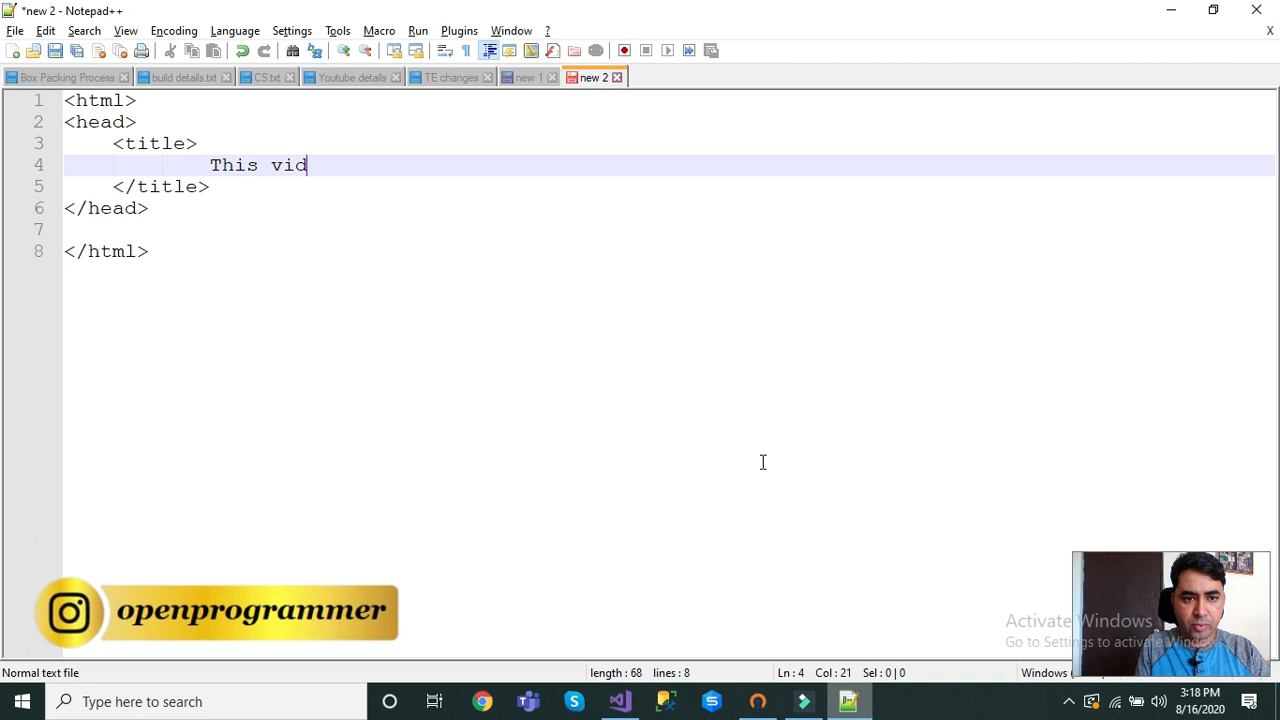 *new 2 - Notepad++
File Edit Search View Encoding Language Settings Tools Macro Run Plugins Window ? X
Box Packing Process build details.txt CS.txt Youtube details TE changes new 1 new 2
1 <html>
2 <head>
3 <title>
4 This vid
5 </title>
6 </head>
7
8 </html>
openprogrammer
Activate Windows
Go to Settings to activate Windows.
Normal text file length : 68 lines : 8 Ln : 4 Col : 21 Sel : 0 | 0 Windows
Type here to search
3:18 PM
8/16/2020